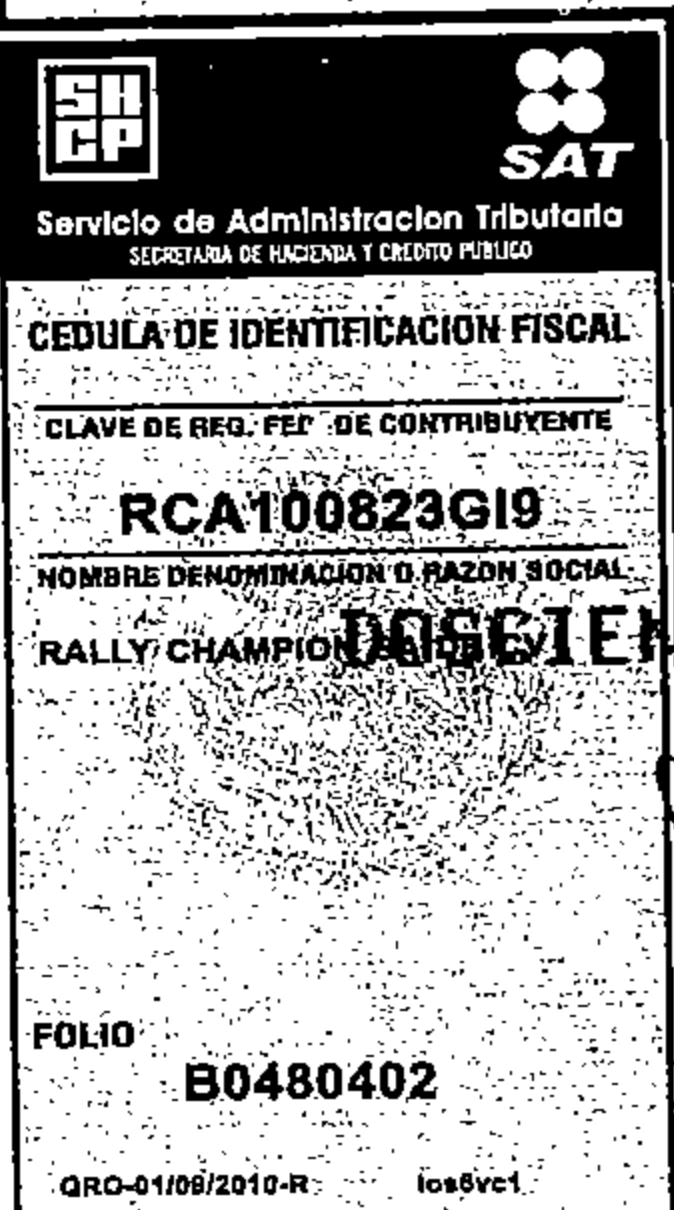 SH
CP
SAT
Servicio de Administracion Tributaria
SECRETARIA DE HACIENDA Y CREDITO PUBLICO
CEDULA DE IDENTIFICACION FISCAL
CLAVE DE REG. FED DE CONTRIBUYENTE
RCA100823GI9
NOMBRE DENOMINACION O RAZON SOCIAL
RALLY CHAMPION
DOSCIEN
FOLIO
B0480402
QRO-01/09/2010-R